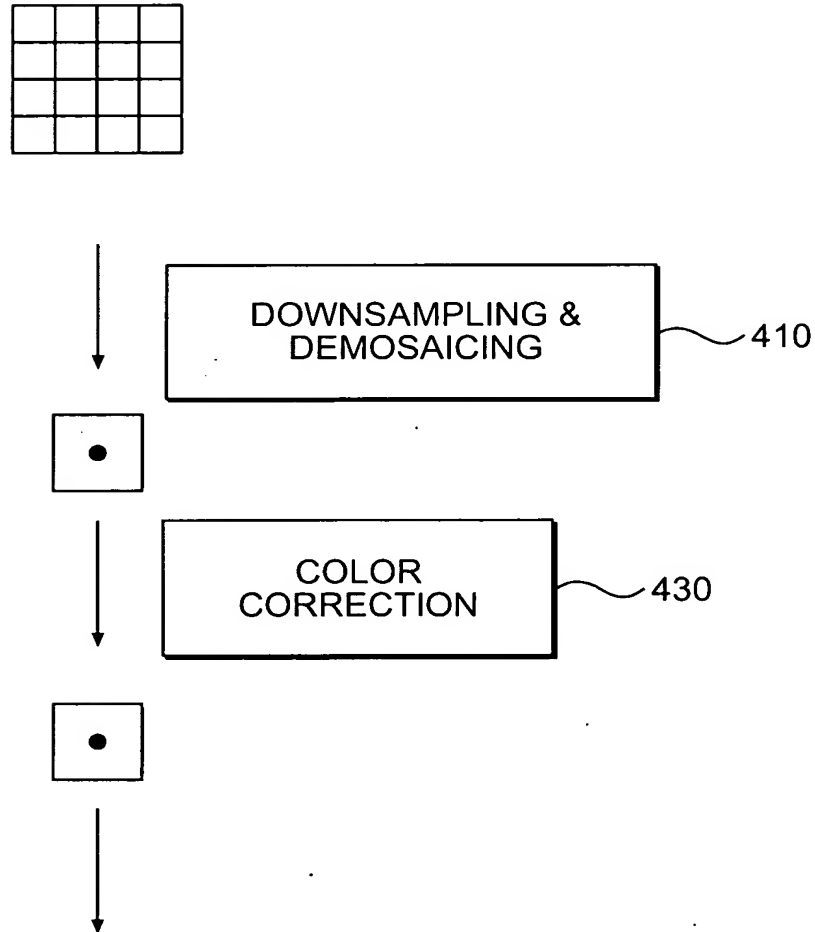 DOWNSAMPLING &
DEMOSAICING
410
COLOR
CORRECTION
430